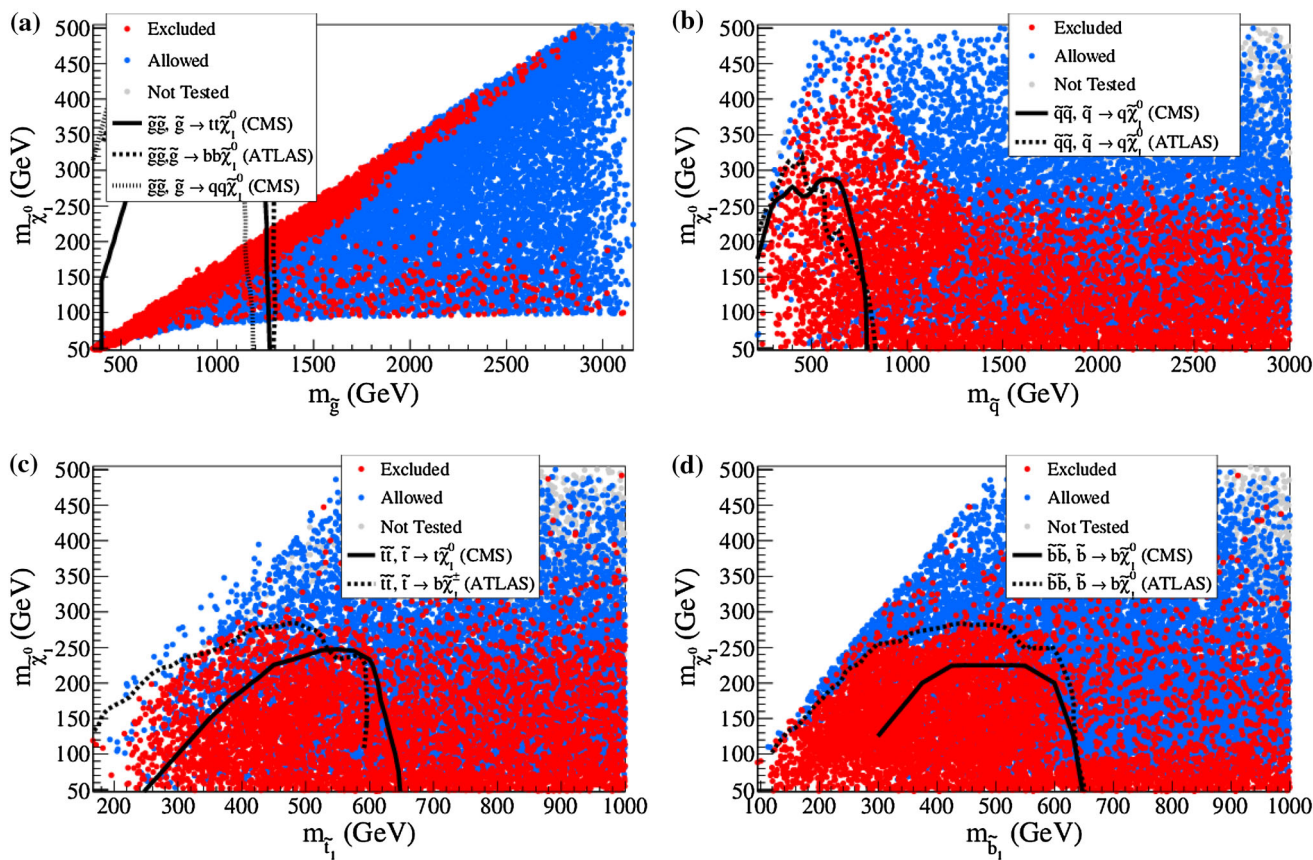 (a)
500
450
400
350
300
250
200
150
100
50
m_χ̃₁⁰ (GeV)
Excluded
Allowed
Not Tested
g̃g̃, g̃ → ttχ̃₁⁰ (CMS)
g̃g̃, g̃ → bbχ̃₁⁰ (ATLAS)
g̃g̃, g̃ → qqχ̃₁⁰ (CMS)
500 1000 1500 2000 2500 3000
m_g̃ (GeV)
(b)
500
450
400
350
300
250
200
150
100
50
m_χ̃₁⁰ (GeV)
Excluded
Allowed
Not Tested
q̃q̃, q̃ → qχ̃₁⁰ (CMS)
q̃q̃, q̃ → qχ̃₁⁰ (ATLAS)
500 1000 1500 2000 2500 3000
m_q̃ (GeV)
(c)
500
450
400
350
300
250
200
150
100
50
m_χ̃₁⁰ (GeV)
Excluded
Allowed
Not Tested
t̃t̃, t̃ → tχ̃₁⁰ (CMS)
t̃t̃, t̃ → bχ̃₁± (ATLAS)
200 300 400 500 600 700 800 900 1000
m_t̃₁ (GeV)
(d)
500
450
400
350
300
250
200
150
100
50
m_χ̃₁⁰ (GeV)
Excluded
Allowed
Not Tested
b̃b̃, b̃ → bχ̃₁⁰ (CMS)
b̃b̃, b̃ → bχ̃₁⁰ (ATLAS)
100 200 300 400 500 600 700 800 900 1000
m_b̃₁ (GeV)